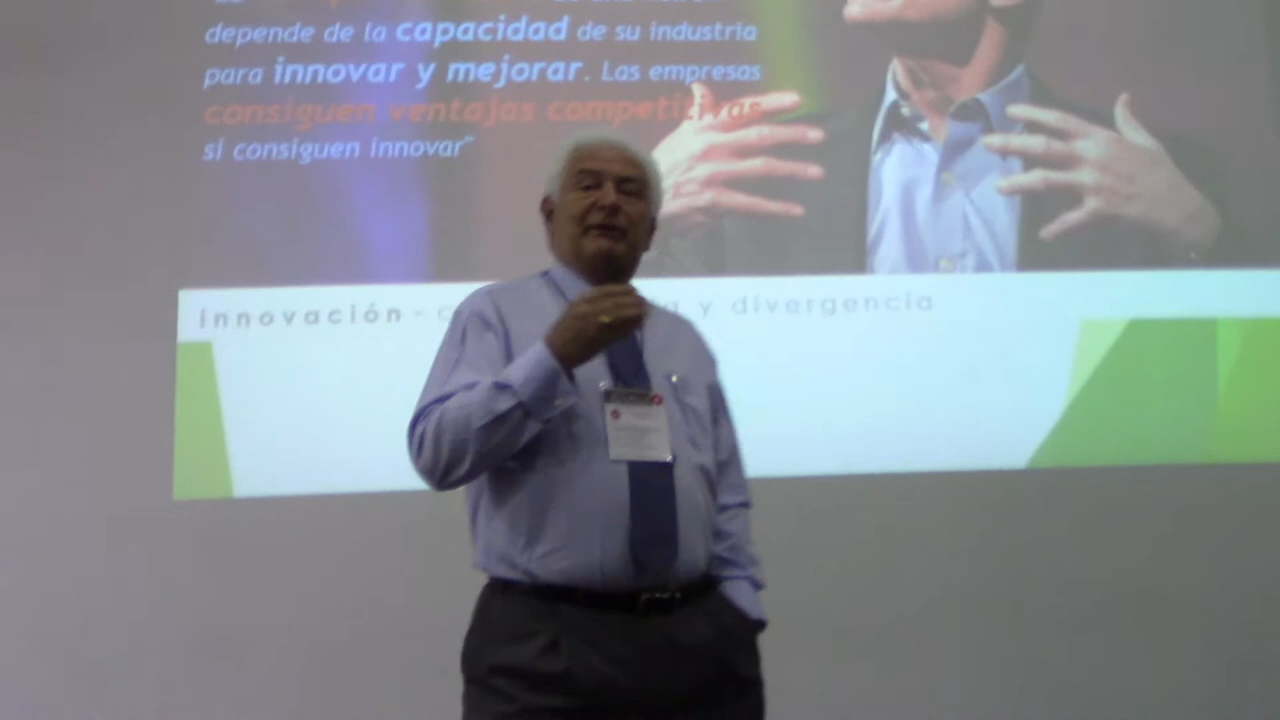 depende de la capacidad de su industria
para innovar y mejorar. Las empresas
consiguen ventajas competitivas
si consiguen innovar"
innovación - c y divergencia